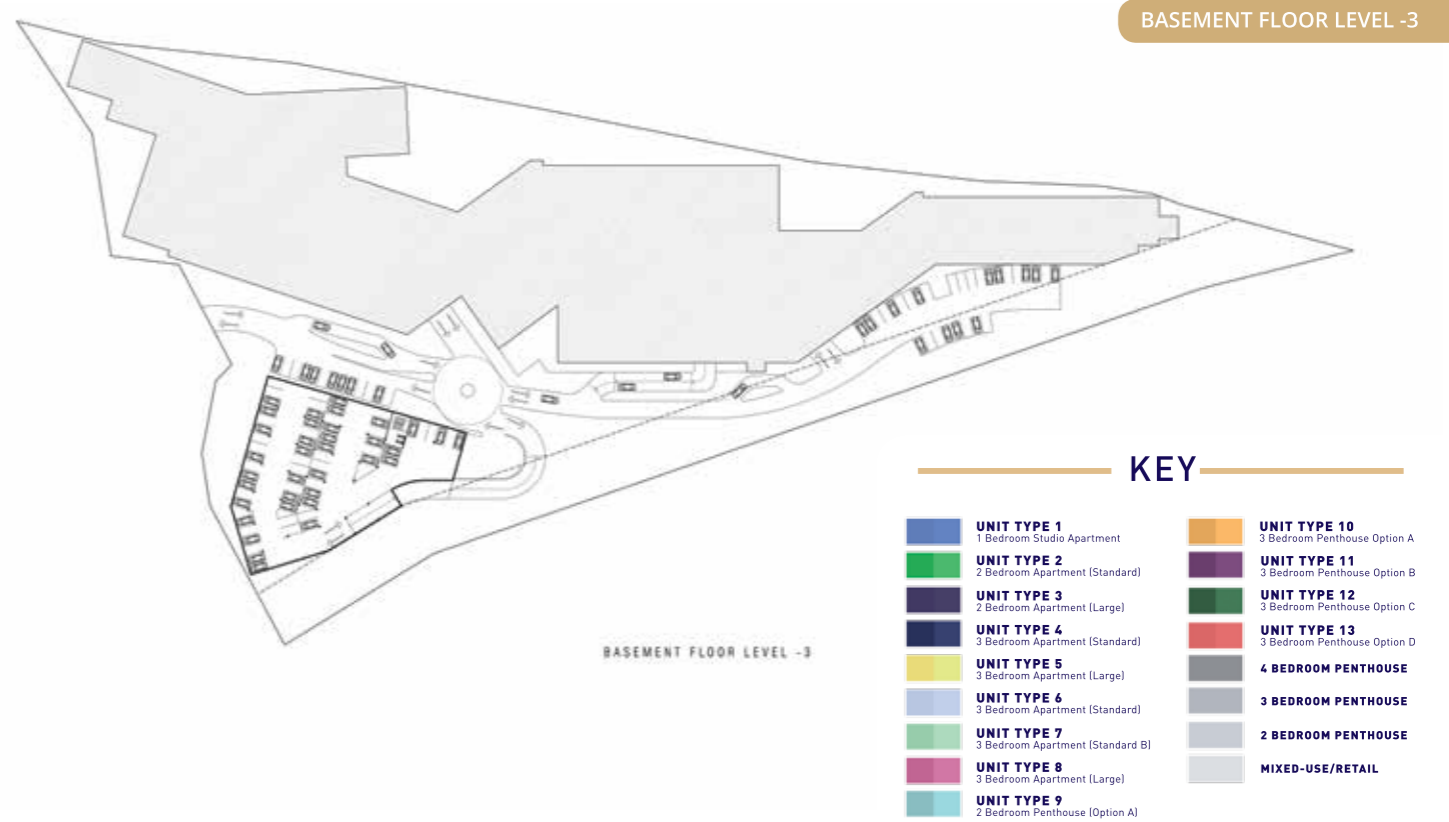 BASEMENT FLOOR LEVEL -3
BASEMENT FLOOR LEVEL -3
KEY
UNIT TYPE 1
1 Bedroom Studio Apartment
UNIT TYPE 2
2 Bedroom Apartment (Standard)
UNIT TYPE 3
2 Bedroom Apartment (Large)
UNIT TYPE 4
3 Bedroom Apartment (Standard)
UNIT TYPE 5
3 Bedroom Apartment (Large)
UNIT TYPE 6
3 Bedroom Apartment (Standard)
UNIT TYPE 7
3 Bedroom Apartment (Standard B)
UNIT TYPE 8
3 Bedroom Apartment (Large)
UNIT TYPE 9
2 Bedroom Penthouse (Option A)
UNIT TYPE 10
3 Bedroom Penthouse Option A
UNIT TYPE 11
3 Bedroom Penthouse Option B
UNIT TYPE 12
3 Bedroom Penthouse Option C
UNIT TYPE 13
3 Bedroom Penthouse Option D
4 BEDROOM PENTHOUSE
3 BEDROOM PENTHOUSE
2 BEDROOM PENTHOUSE
MIXED-USE/RETAIL